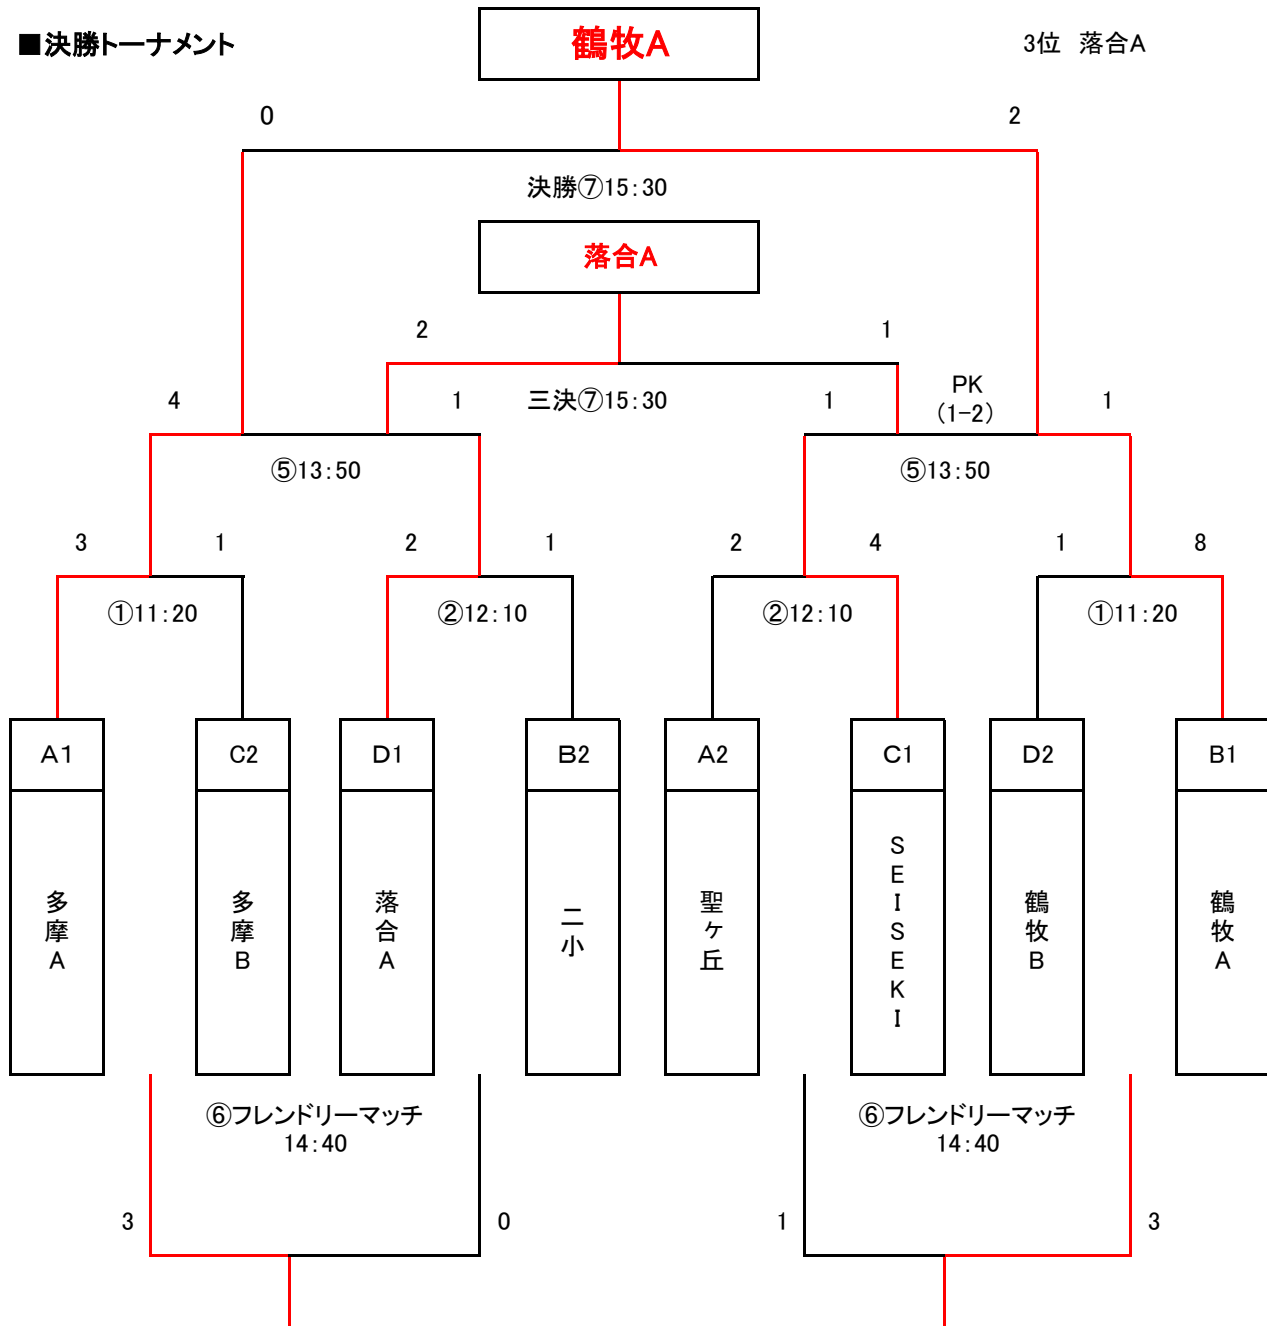 ■決勝トーナメント
鶴牧A
3位 落合A
0
2
決勝⑦15:30
落合A
2
1
4
1
三決⑦15:30
1
PK
(1-2)
1
⑤13:50
⑤13:50
3
1
2
1
2
4
1
8
①11:20
②12:10
②12:10
①11:20
A1
C2
D1
B2
A2
C1
D2
B1
多摩A
多摩B
落合A
二小
聖ヶ丘
SEISEKI
鶴牧B
鶴牧A
⑥フレンドリーマッチ
14:40
⑥フレンドリーマッチ
14:40
3
0
1
3